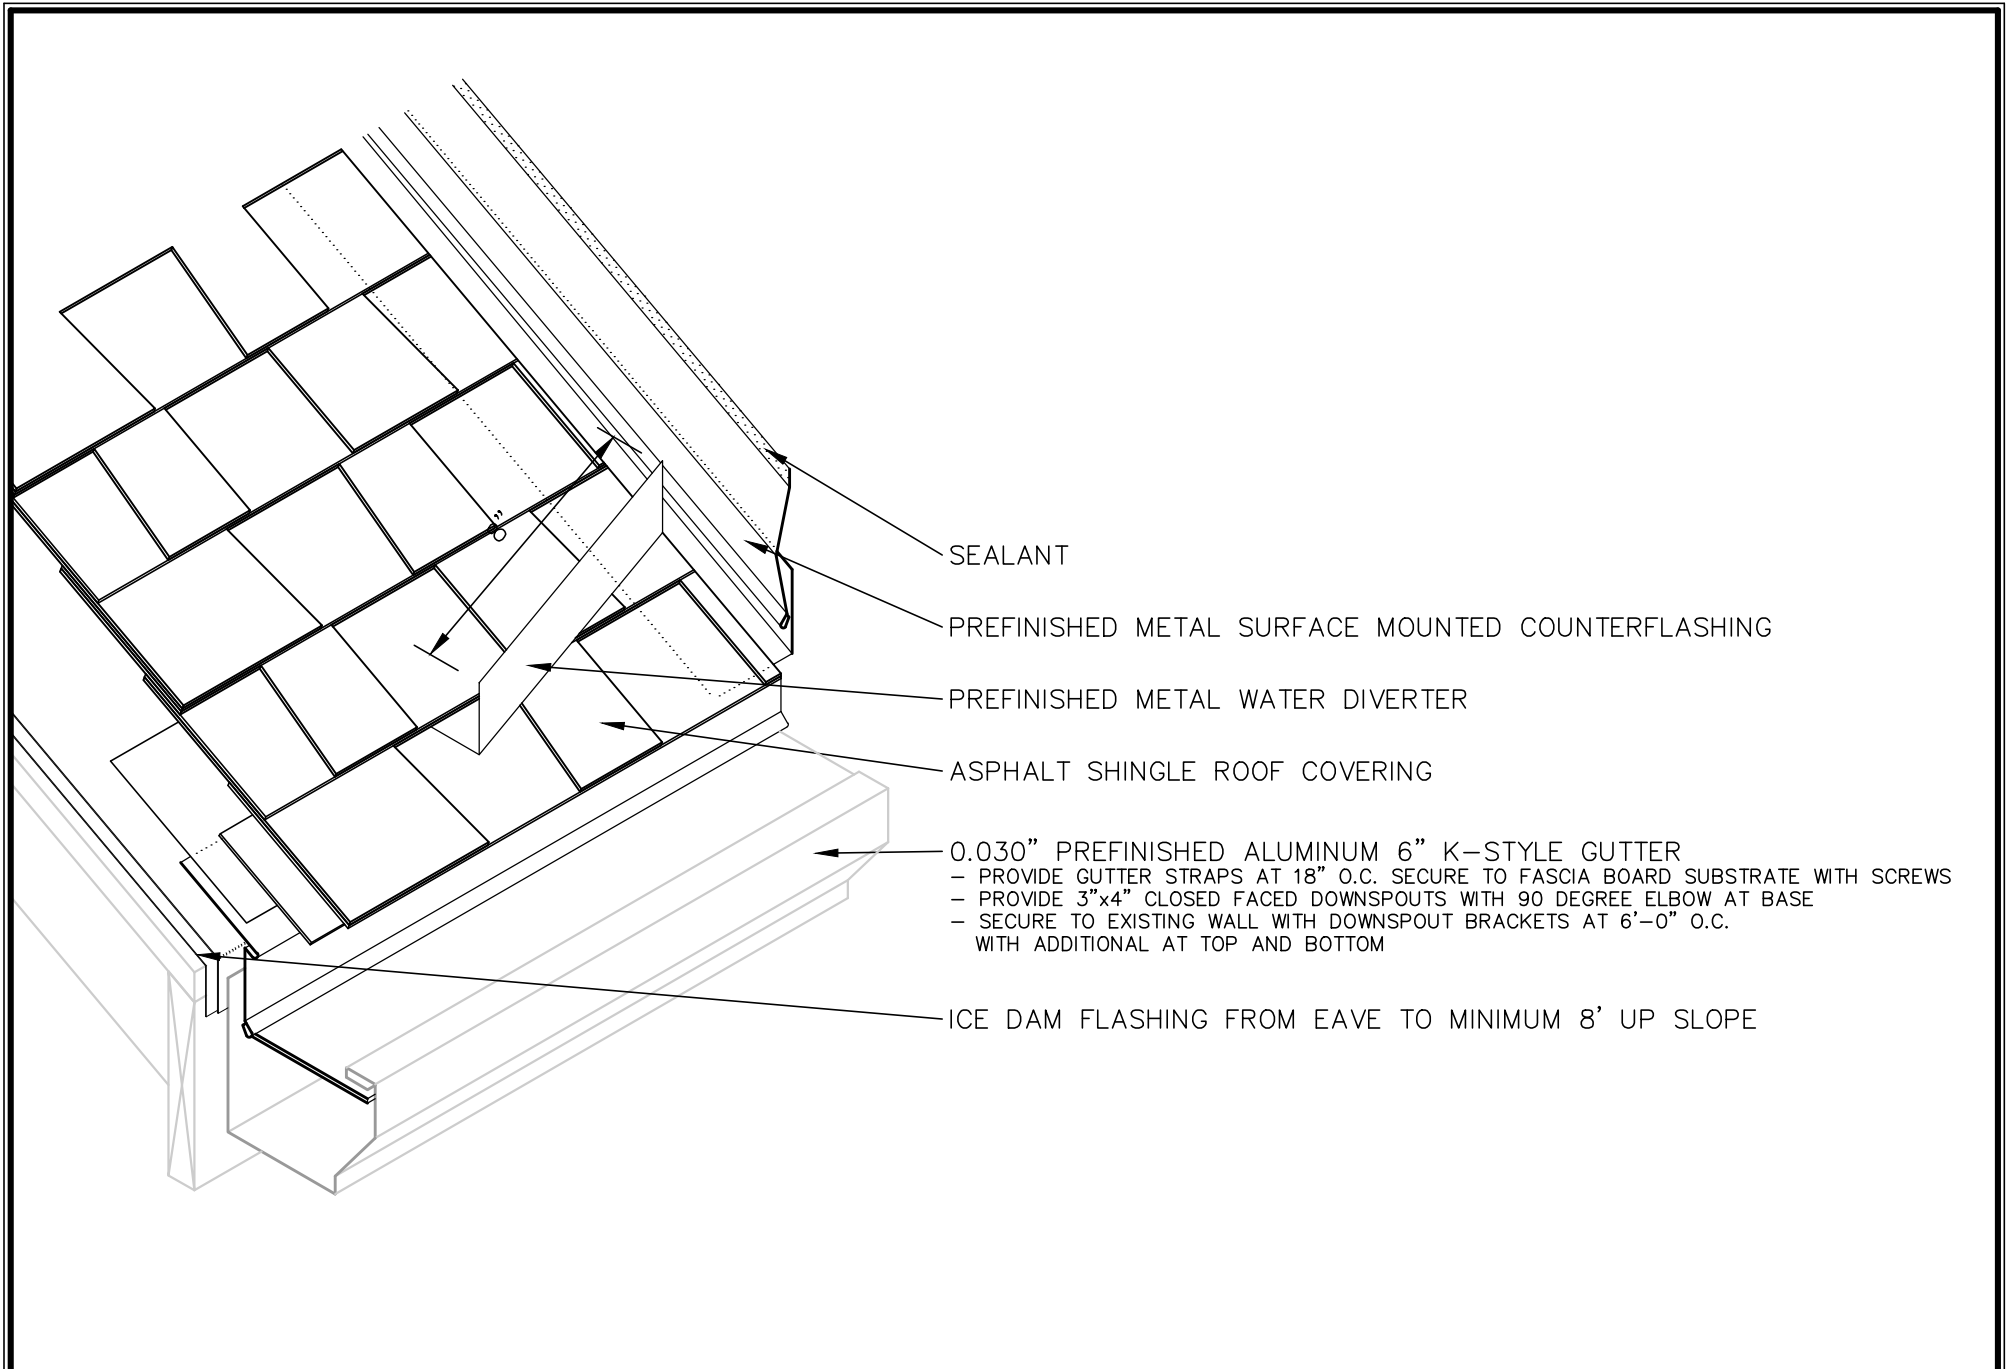 8"
SEALANT
PREFINISHED METAL SURFACE MOUNTED COUNTERFLASHING
PREFINISHED METAL WATER DIVERTER
ASPHALT SHINGLE ROOF COVERING
0.030" PREFINISHED ALUMINUM 6" K-STYLE GUTTER
- PROVIDE GUTTER STRAPS AT 18" O.C. SECURE TO FASCIA BOARD SUBSTRATE WITH SCREWS
- PROVIDE 3"x4" CLOSED FACED DOWNSPOUTS WITH 90 DEGREE ELBOW AT BASE
- SECURE TO EXISTING WALL WITH DOWNSPOUT BRACKETS AT 6'-0" O.C.
WITH ADDITIONAL AT TOP AND BOTTOM
ICE DAM FLASHING FROM EAVE TO MINIMUM 8' UP SLOPE